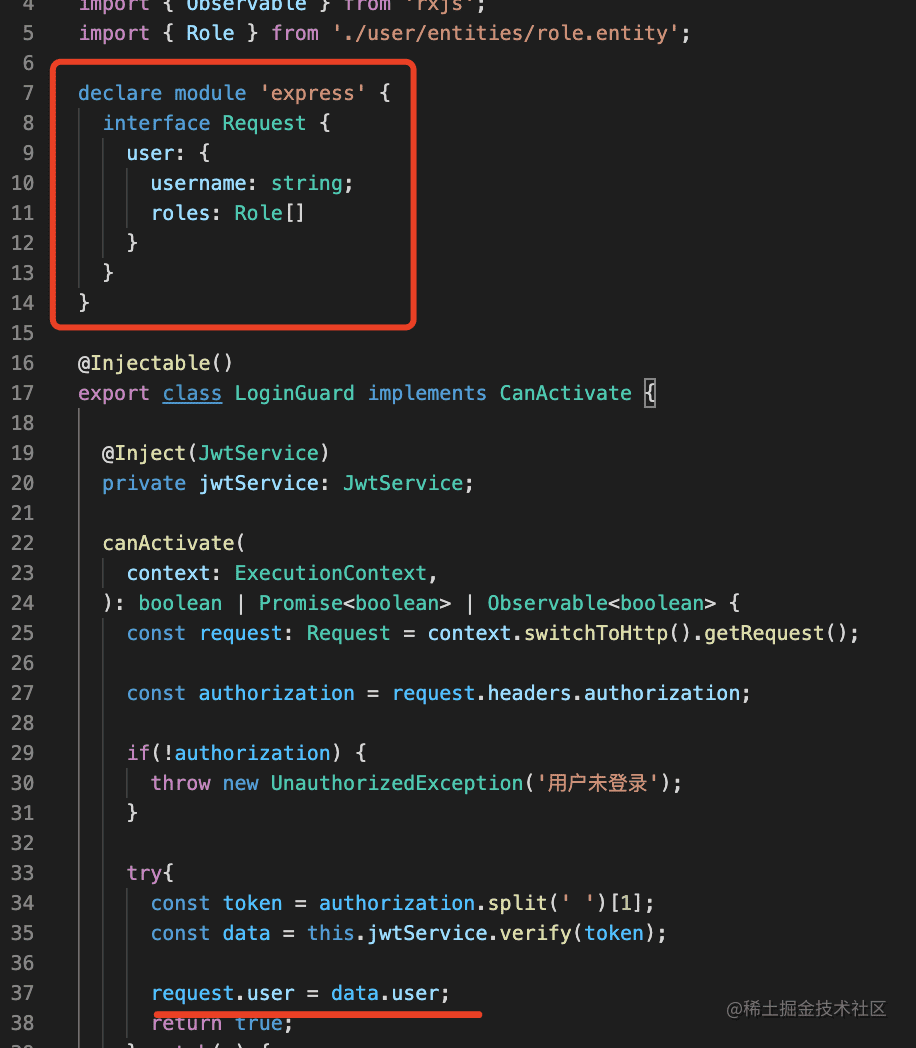 4 import { Observable } from 'rxjs';
5 import { Role } from './user/entities/role.entity';
6
7 declare module 'express' {
8 interface Request {
9 user: {
10 username: string;
11 roles: Role[]
12 }
13 }
14 }
15
16 @Injectable()
17 export class LoginGuard implements CanActivate {
18
19 @Inject(JwtService)
20 private jwtService: JwtService;
21
22 canActivate(
23 context: ExecutionContext,
24 ): boolean | Promise<boolean> | Observable<boolean> {
25 const request: Request = context.switchToHttp().getRequest();
26
27 const authorization = request.headers.authorization;
28
29 if(!authorization) {
30 throw new UnauthorizedException('用户未登录');
31 }
32
33 try{
34 const token = authorization.split(' ')[1];
35 const data = this.jwtService.verify(token);
36
37 request.user = data.user;
38 return true;
@稀土掘金技术社区